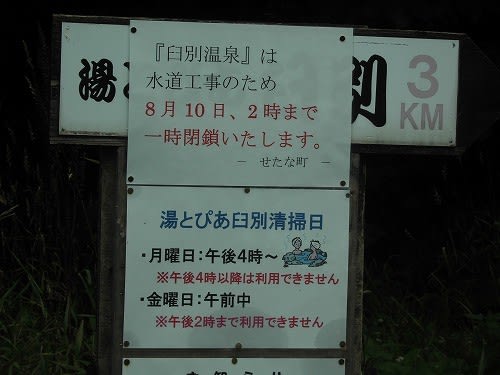 『臼別温泉』は
水道工事のため
8月10日、2時まで
一時閉鎖いたします。
― せたな町 ―
湯と
別
3
KM
湯とぴあ臼別清掃日
・月曜日:午後4時～
※午後4時以降は利用できません
・金曜日:午前中
※午後2時まで利用できません